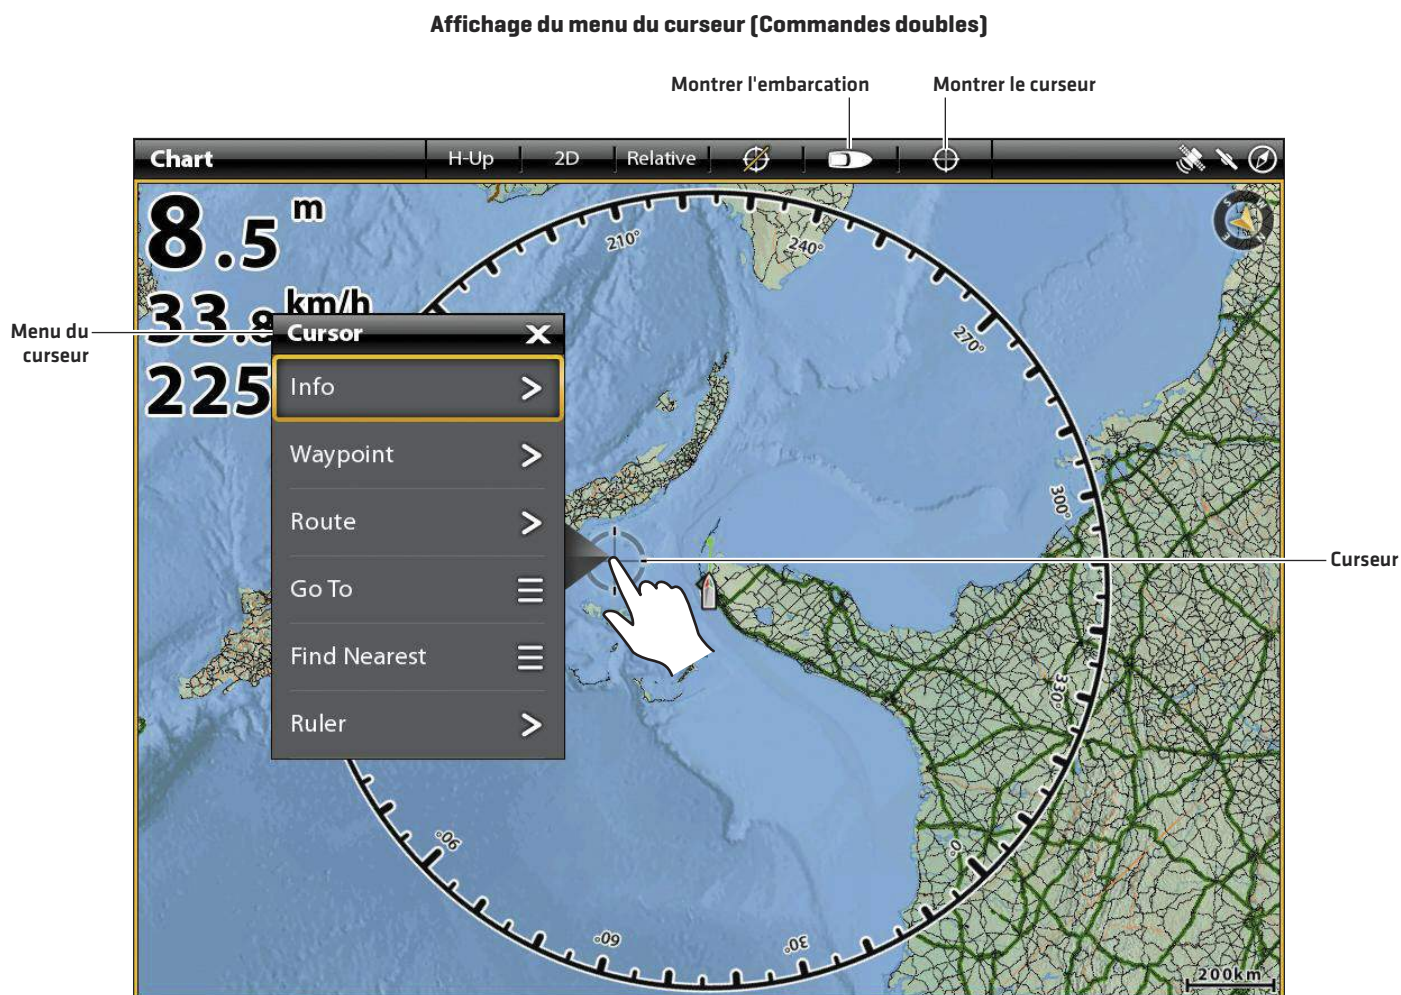 Affichage du menu du curseur (Commandes doubles)
Montrer l'embarcation
Montrer le curseur
Chart
H-Up
2D
Relative
8.5 m
33.8 km/h
225
Menu du
curseur
Cursor
Info
Waypoint
Route
Go To
Find Nearest
Ruler
Curseur
210°
240°
270°
300°
330°
0°
30°
60°
90°
S
N
E
200km